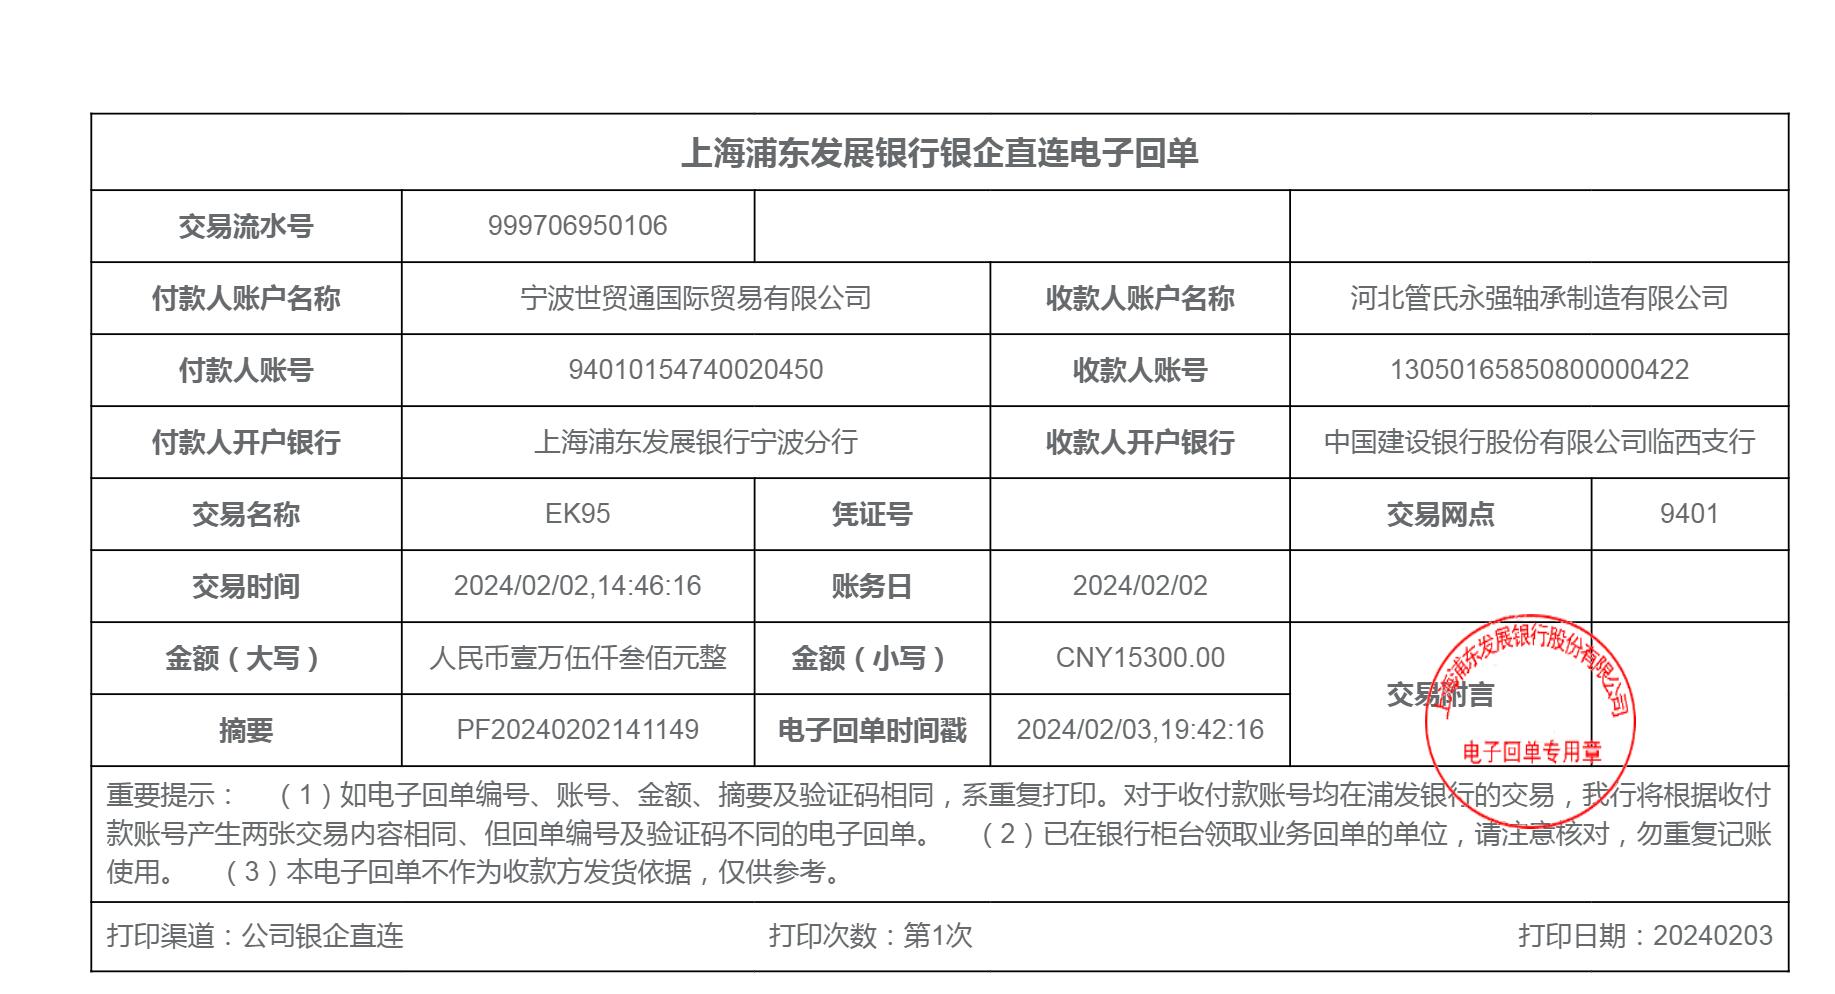 上海浦东发展银行银企直连电子回单
交易流水号 999706950106
付款人账户名称 宁波世贸通国际贸易有限公司 收款人账户名称 河北管氏永强轴承制造有限公司
付款人账号 94010154740020450 收款人账号 13050165850800000422
付款人开户银行 上海浦东发展银行宁波分行 收款人开户银行 中国建设银行股份有限公司临西支行
交易名称 EK95 凭证号 交易网点 9401
交易时间 2024/02/02,14:46:16 账务日 2024/02/02
金额（大写） 人民币壹万伍仟叁佰元整 金额（小写） CNY15300.00
交易附言
摘要 PF20240202141149 电子回单时间戳 2024/02/03,19:42:16
上海浦东发展银行股份有限公司
电子回单专用章
重要提示： （1）如电子回单编号、账号、金额、摘要及验证码相同，系重复打印。对于收付款账号均在浦发银行的交易，我行将根据收付
款账号产生两张交易内容相同、但回单编号及验证码不同的电子回单。 （2）已在银行柜台领取业务回单的单位，请注意核对，勿重复记账
使用。 （3）本电子回单不作为收款方发货依据，仅供参考。
打印渠道：公司银企直连 打印次数：第1次 打印日期：20240203